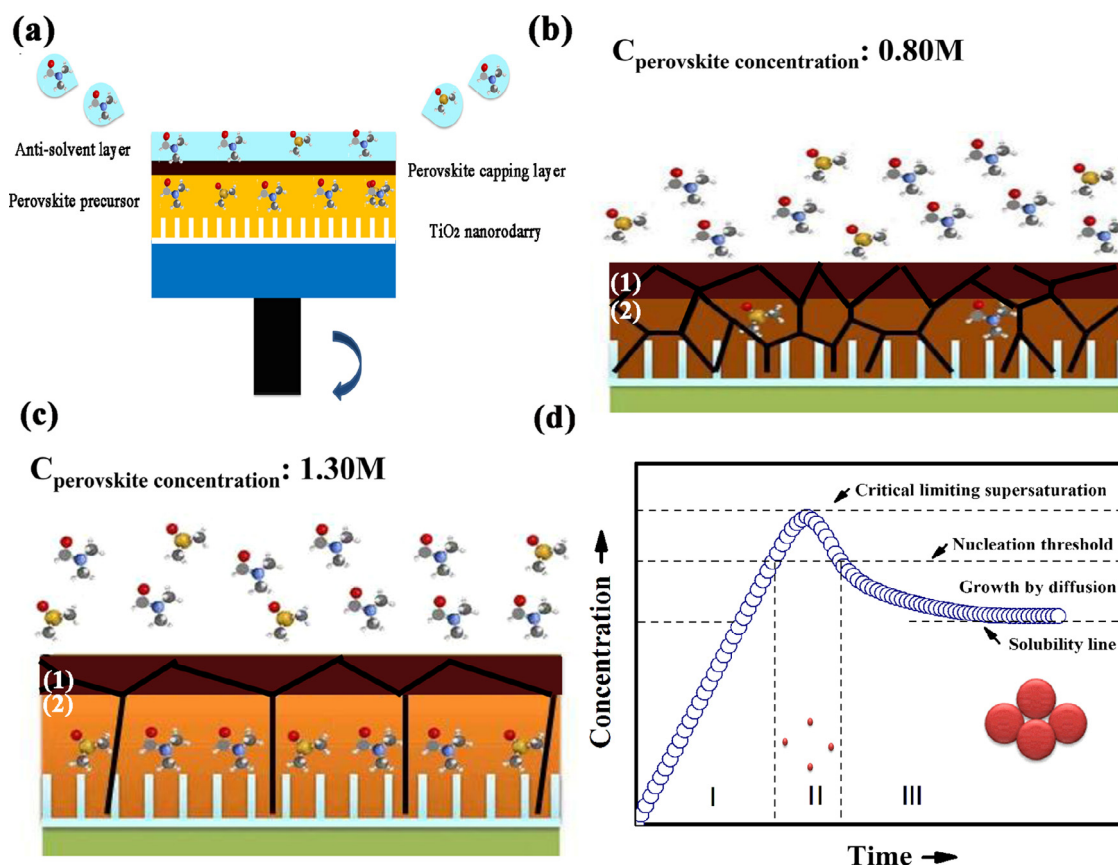 (a)
Anti-solvent layer
Perovskite precursor
Perovskite capping layer
TiO2 nanorodarry
(b)
Cperovskite concentration: 0.80M
(1)
(2)
(c)
Cperovskite concentration: 1.30M
(1)
(2)
(d)
Critical limiting supersaturation
Nucleation threshold
Growth by diffusion
Solubility line
Concentration →
I II III
Time →